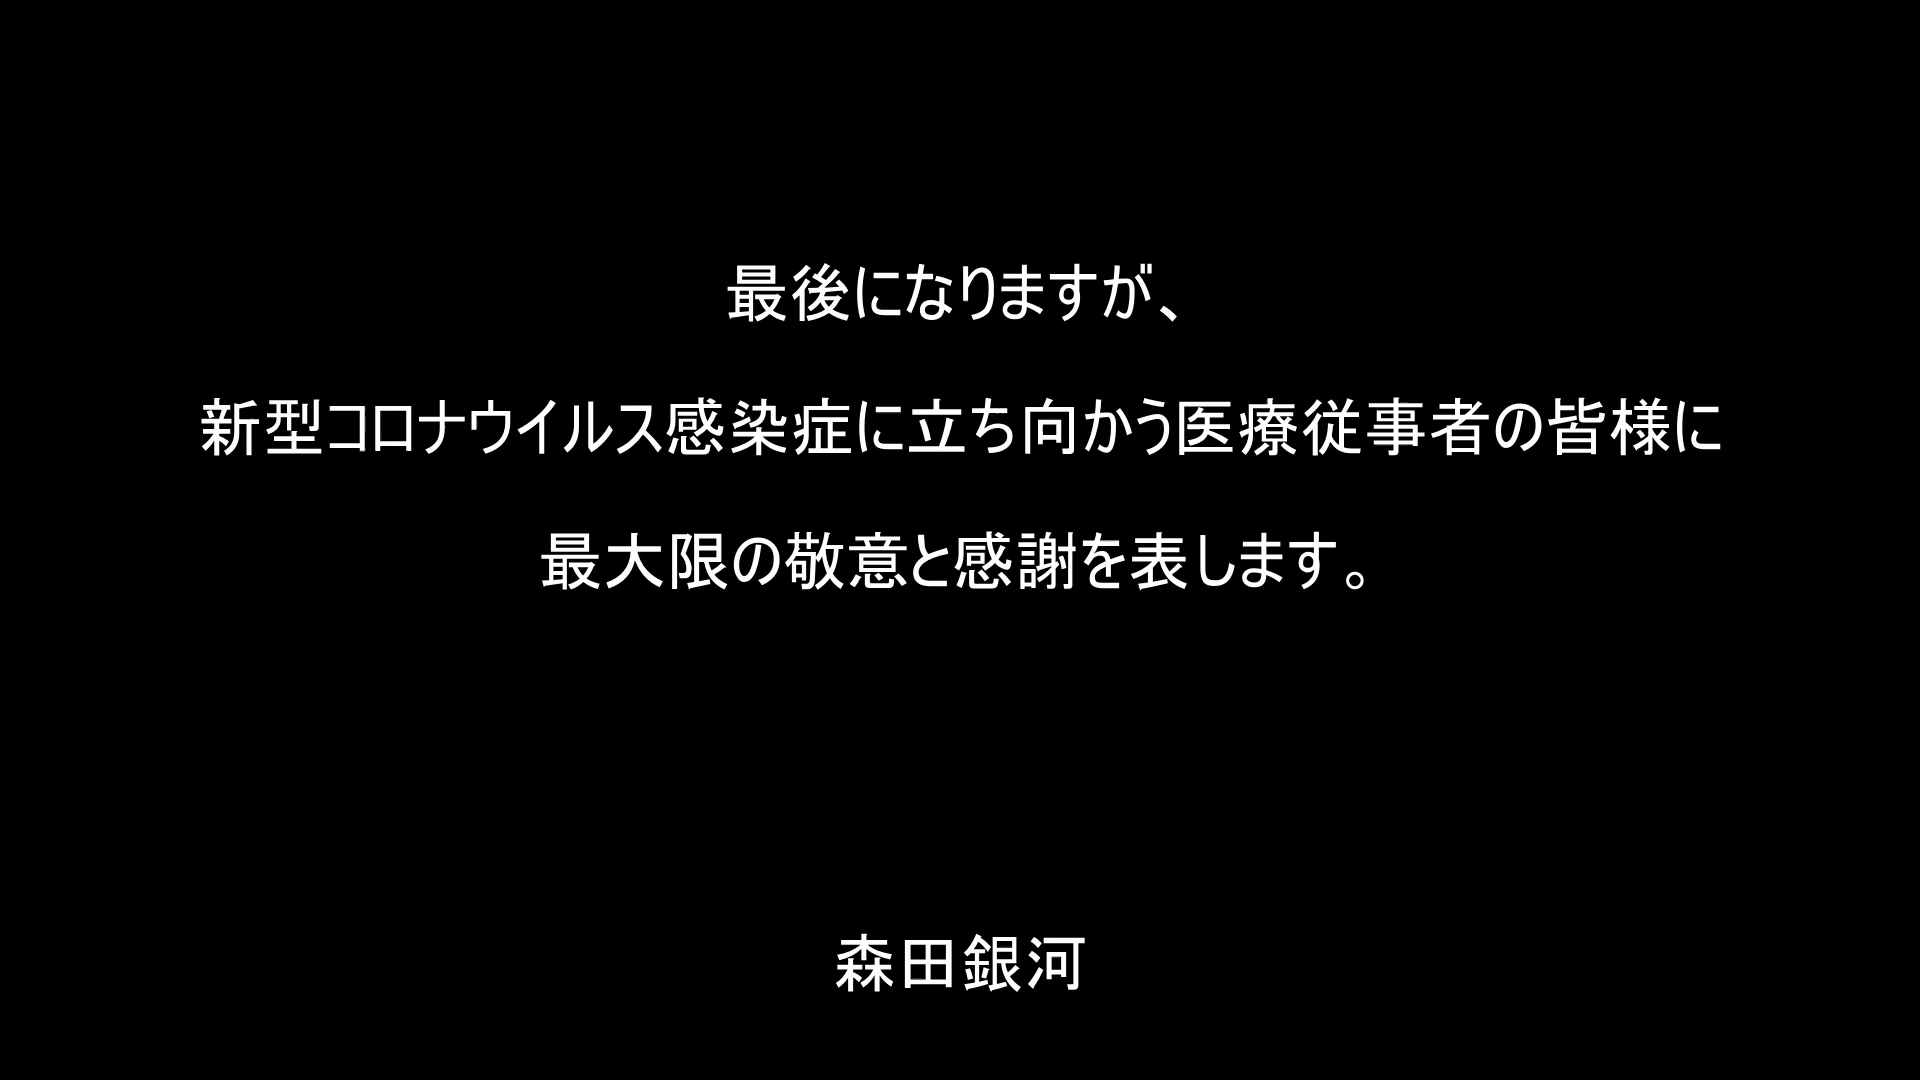 最後になりますが、
新型コロナウイルス感染症に立ち向かう医療従事者の皆様に
最大限の敬意と感謝を表します。
森田銀河